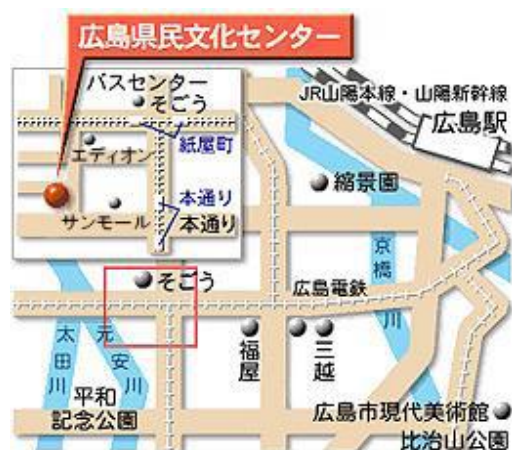 広島県民文化センター
バスセンター
そごう
紙屋町
エディオン
本通り
本通り
サンモール
JR山陽本線・山陽新幹線
広島駅
縮景園
京橋川
そごう
広島電鉄
太田川
元安川
福屋
三越
平和
記念公園
広島市現代美術館
比治山公園